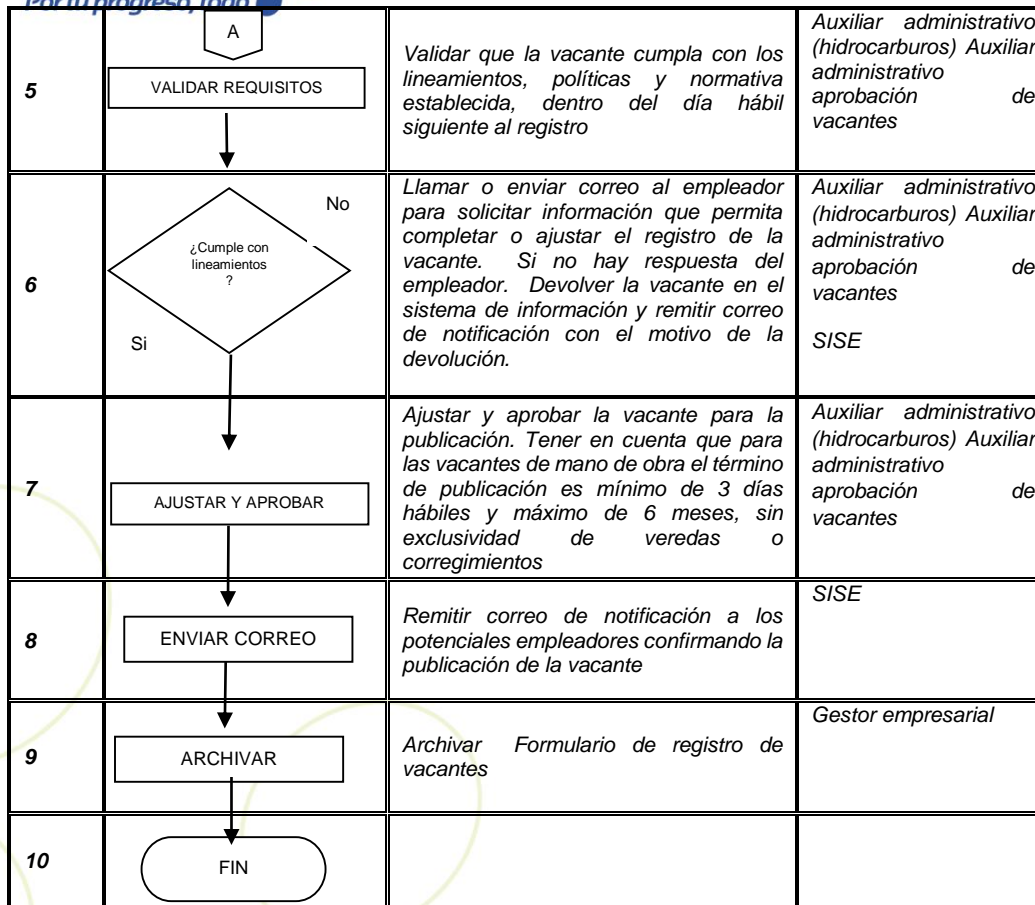 Por tu progreso, todo
5
A
VALIDAR REQUISITOS
Validar que la vacante cumpla con los
lineamientos, políticas y normativa
establecida, dentro del día hábil
siguiente al registro
Auxiliar administrativo
(hidrocarburos) Auxiliar
administrativo
aprobación de
vacantes
6
No
¿Cumple con
lineamientos
?
Si
Llamar o enviar correo al empleador
para solicitar información que permita
completar o ajustar el registro de la
vacante. Si no hay respuesta del
empleador. Devolver la vacante en el
sistema de información y remitir correo
de notificación con el motivo de la
devolución.
Auxiliar administrativo
(hidrocarburos) Auxiliar
administrativo
aprobación de
vacantes
SISE
7
AJUSTAR Y APROBAR
Ajustar y aprobar la vacante para la
publicación. Tener en cuenta que para
las vacantes de mano de obra el término
de publicación es mínimo de 3 días
hábiles y máximo de 6 meses, sin
exclusividad de veredas o
corregimientos
Auxiliar administrativo
(hidrocarburos) Auxiliar
administrativo
aprobación de
vacantes
8
ENVIAR CORREO
Remitir correo de notificación a los
potenciales empleadores confirmando la
publicación de la vacante
SISE
9
ARCHIVAR
Archivar Formulario de registro de
vacantes
Gestor empresarial
10
FIN